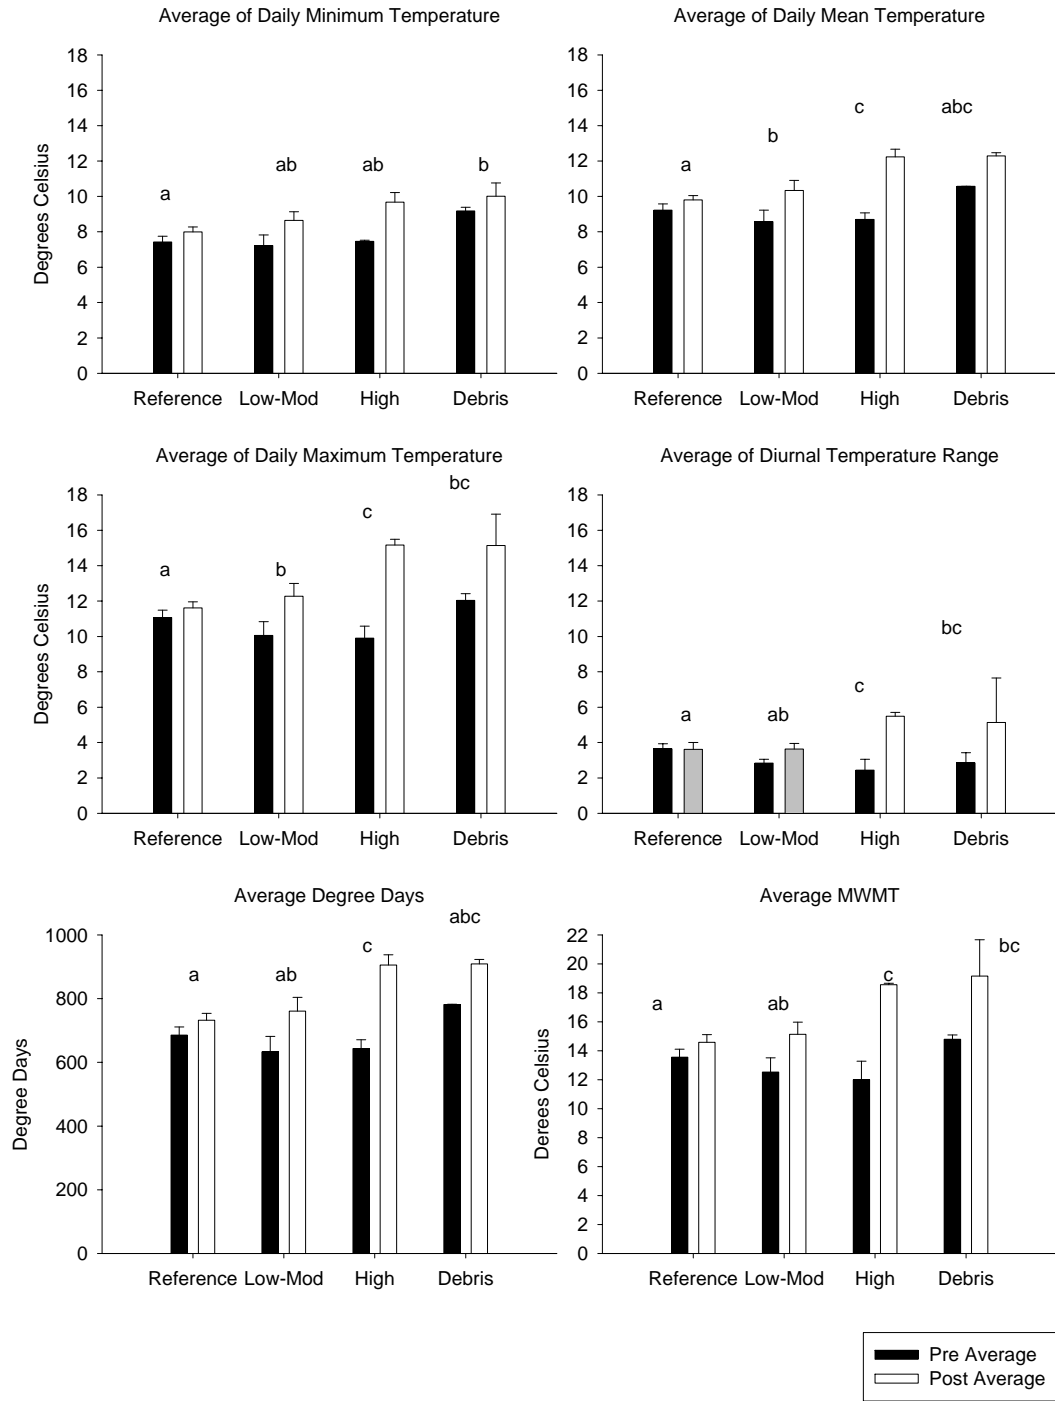 Average of Daily Minimum Temperature
Degrees Celsius
18
16
14
12
10
8
6
4
2
0
a
ab
ab
b
Reference Low-Mod High Debris
Average of Daily Mean Temperature
18
16
14
12
10
8
6
4
2
0
a
b
c
abc
Reference Low-Mod High Debris
Average of Daily Maximum Temperature
Degrees Celsius
18
16
14
12
10
8
6
4
2
0
a
b
c
bc
Reference Low-Mod High Debris
Average of Diurnal Temperature Range
18
16
14
12
10
8
6
4
2
0
a
ab
c
bc
Reference Low-Mod High Debris
Average Degree Days
Degree Days
1000
800
600
400
200
0
a
ab
c
abc
Reference Low-Mod High Debris
Average MWMT
Derees Celsius
22
20
18
16
14
12
10
8
6
4
2
0
a
ab
c
bc
Reference Low-Mod High Debris
Pre Average
Post Average